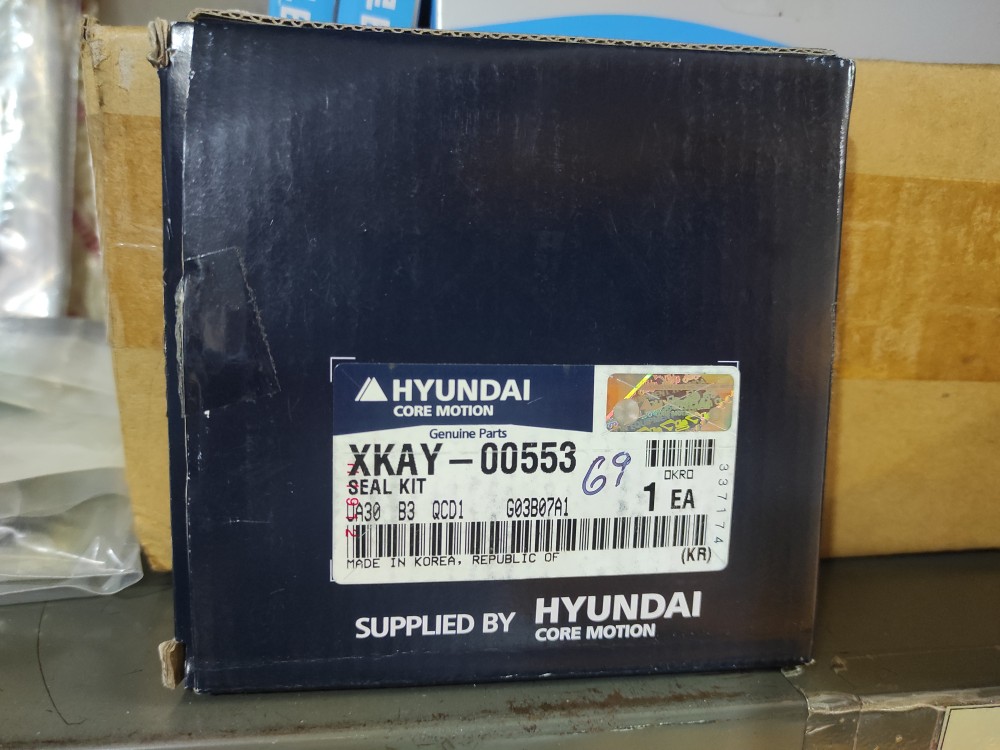 HYUNDAI
CORE MOTION
Genuine Parts
XKAY-00553
69
SEAL KIT
0KR0
1 EA
B3 QCD1 G03B07A1
337174
MADE IN KOREA, REPUBLIC OF
(KR)
SUPPLIED BY HYUNDAI
CORE MOTION